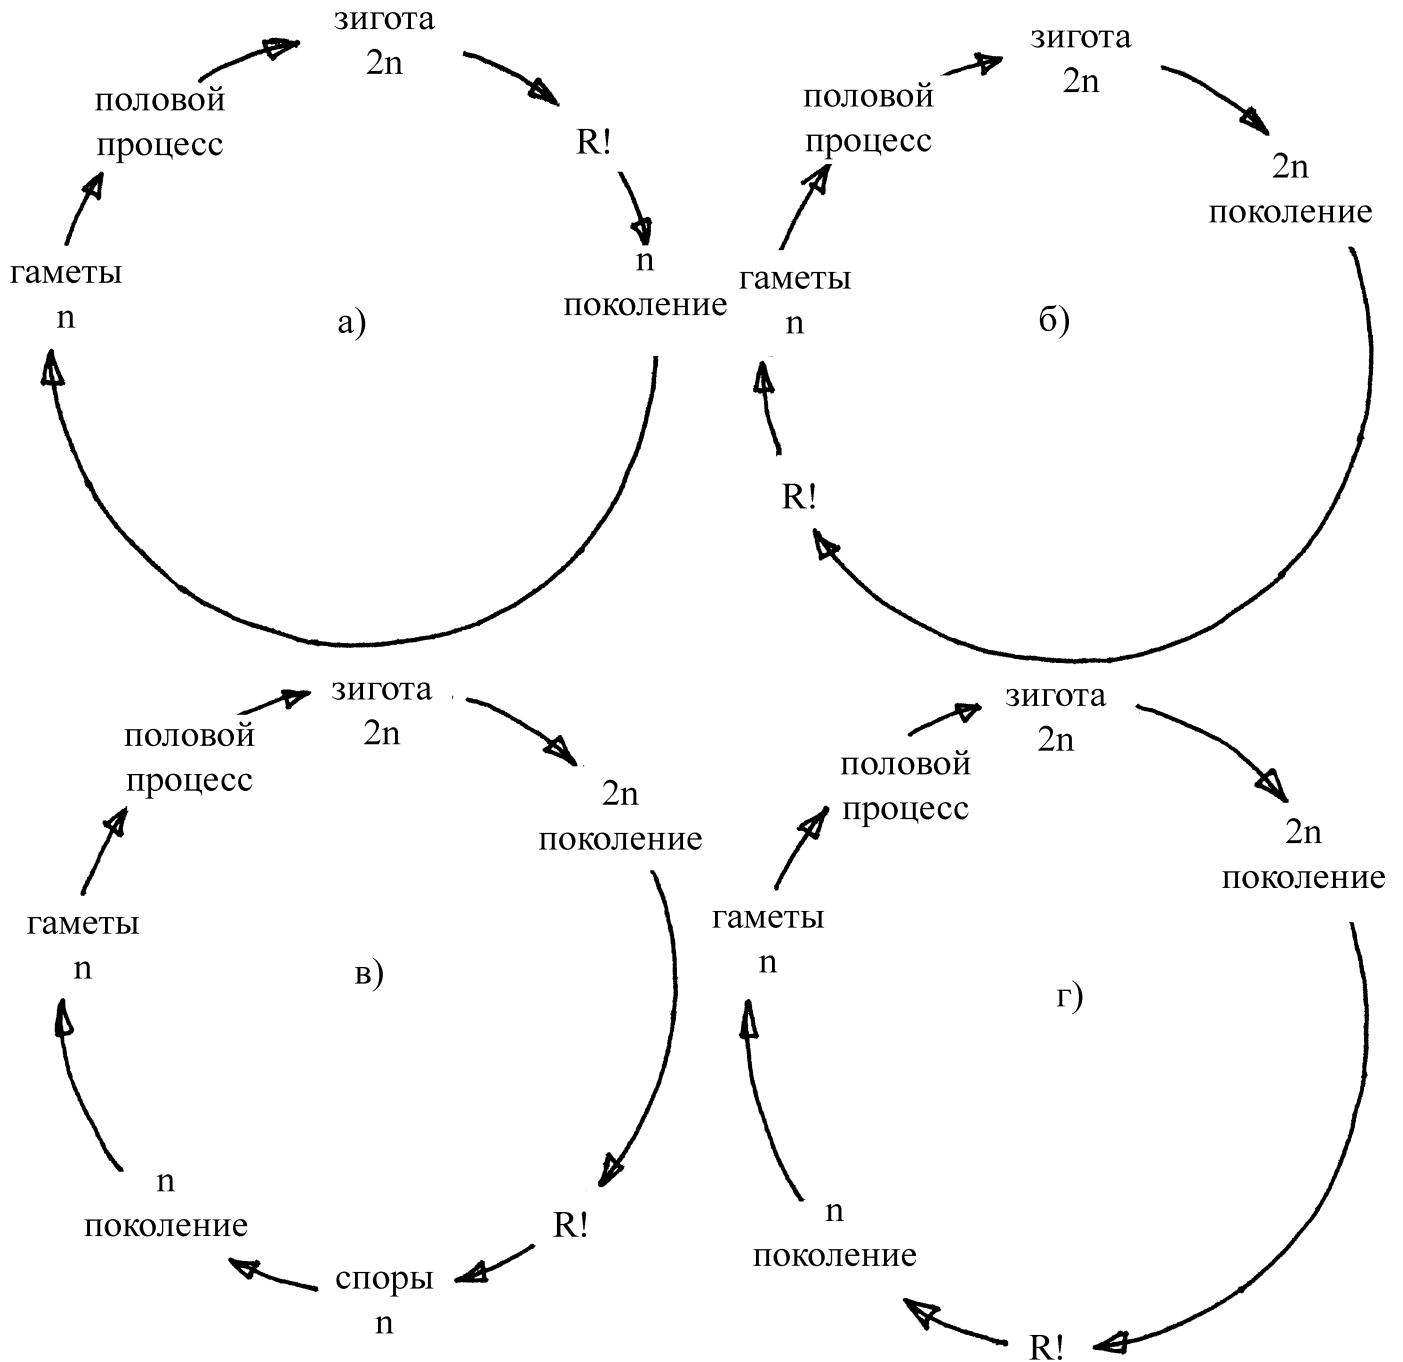 зигота
2n
половой
процесс
R!
n
поколение
гаметы
n
а)
зигота
2n
половой
процесс
2n
поколение
гаметы
n
б)
R!
зигота
2n
половой
процесс
2n
поколение
гаметы
n
в)
n
поколение
R!
споры
n
зигота
2n
половой
процесс
2n
поколение
гаметы
n
г)
n
поколение
R!